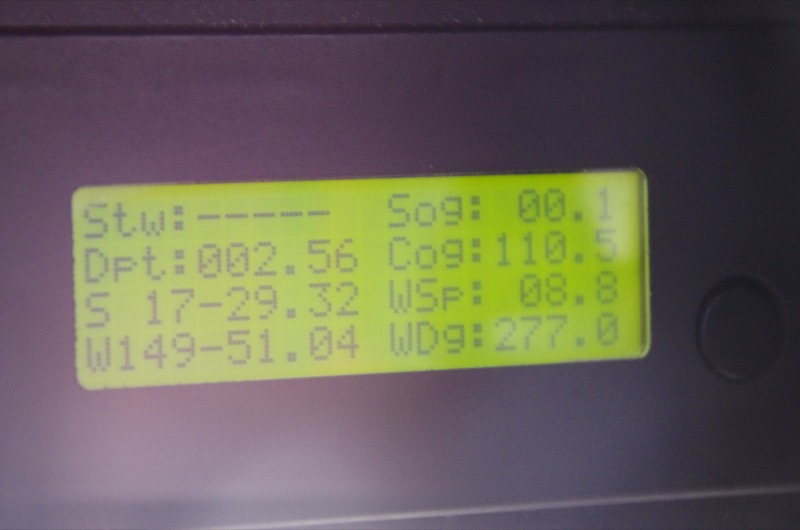 Stw:----- Sog: 00.1
Dpt:002.56 Cog:110.5
S 17-29.32 WSp: 08.8
W149-51.04 WDg:277.0